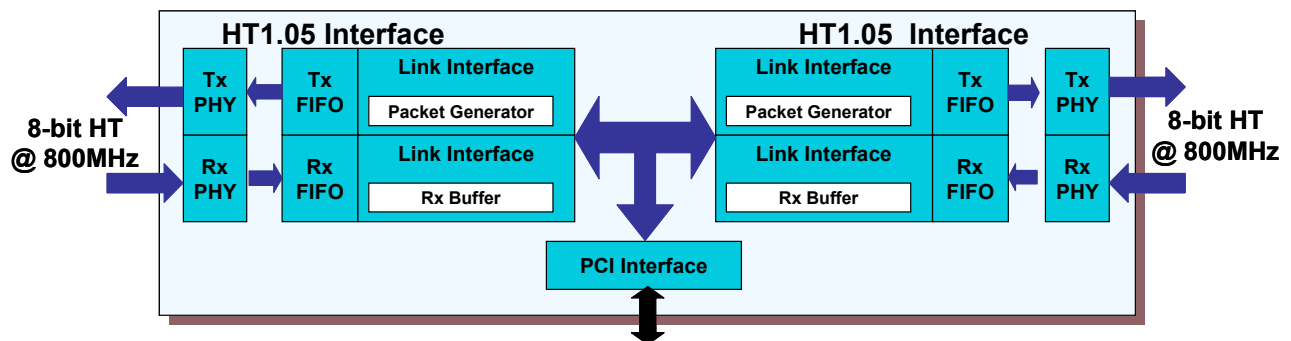 HT1.05 Interface
HT1.05 Interface
Tx
PHY
Tx
FIFO
Link Interface
Packet Generator
Link Interface
Packet Generator
Tx
FIFO
Tx
PHY
8-bit HT
@ 800MHz
8-bit HT
@ 800MHz
Rx
PHY
Rx
FIFO
Link Interface
Rx Buffer
Link Interface
Rx Buffer
Rx
FIFO
Rx
PHY
PCI Interface